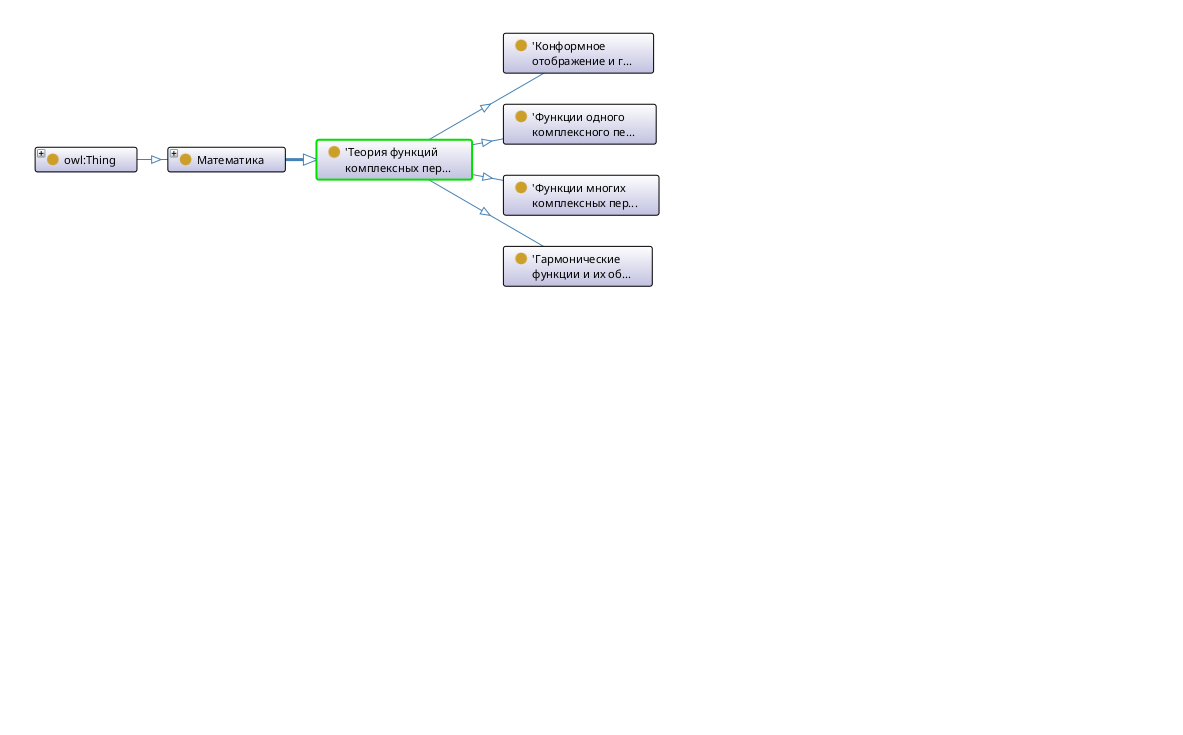 'Конформное
отображение и г...
'Функции одного
комплексного пе...
owl:Thing
Математика
'Теория функций
комплексных пер...
'Функции многих
комплексных пер...
'Гармонические
функции и их об...